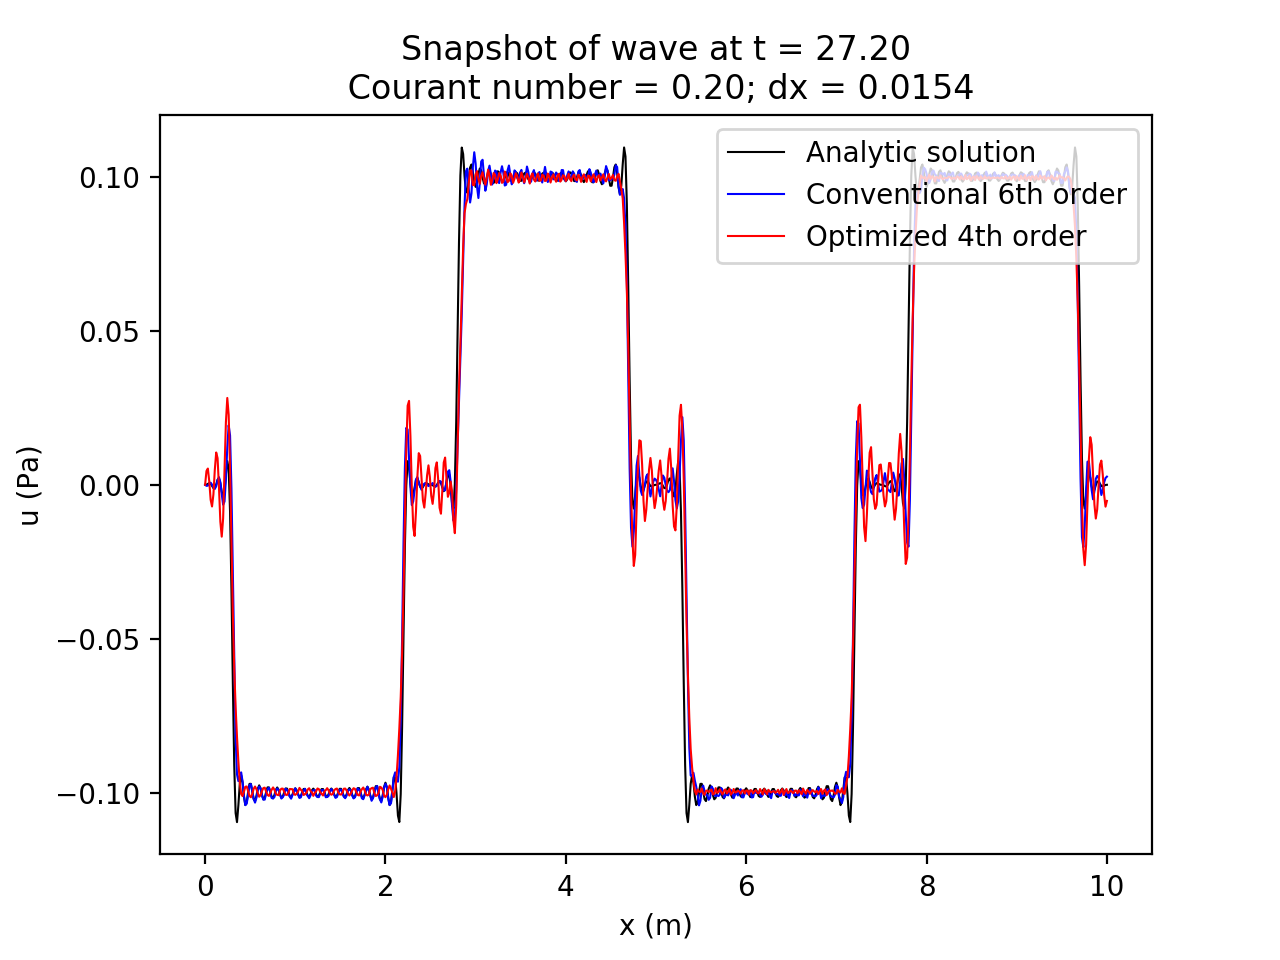 Snapshot of wave at t = 27.20
Courant number = 0.20; dx = 0.0154
Analytic solution
Conventional 6th order
Optimized 4th order
u (Pa)
0.10
0.05
0.00
−0.05
−0.10
0 2 4 6 8 10
x (m)